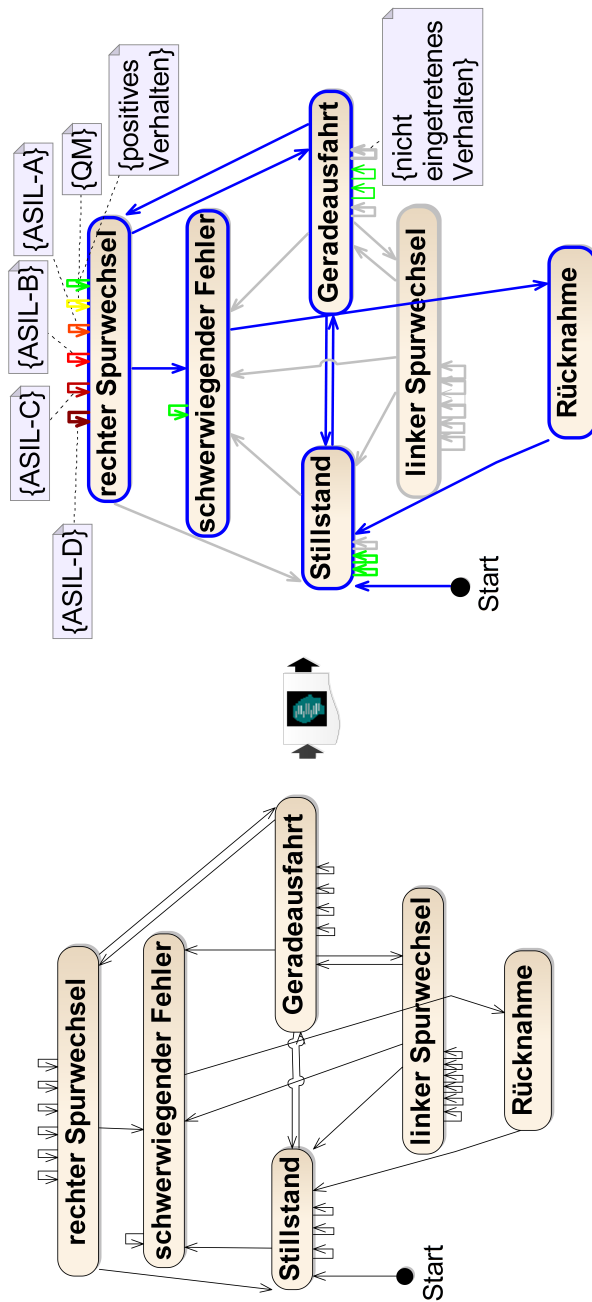 rechter Spurwechsel
schwerwiegender Fehler
Stillstand
Geradeausfahrt
linker Spurwechsel
Rücknahme
Start
{ASIL-D}
{ASIL-C}
{ASIL-B}
{ASIL-A}
{QM}
{positives
Verhalten}
rechter Spurwechsel
schwerwiegender Fehler
Stillstand
Geradeausfahrt
{nicht
eingetretenes
Verhalten}
linker Spurwechsel
Rücknahme
Start